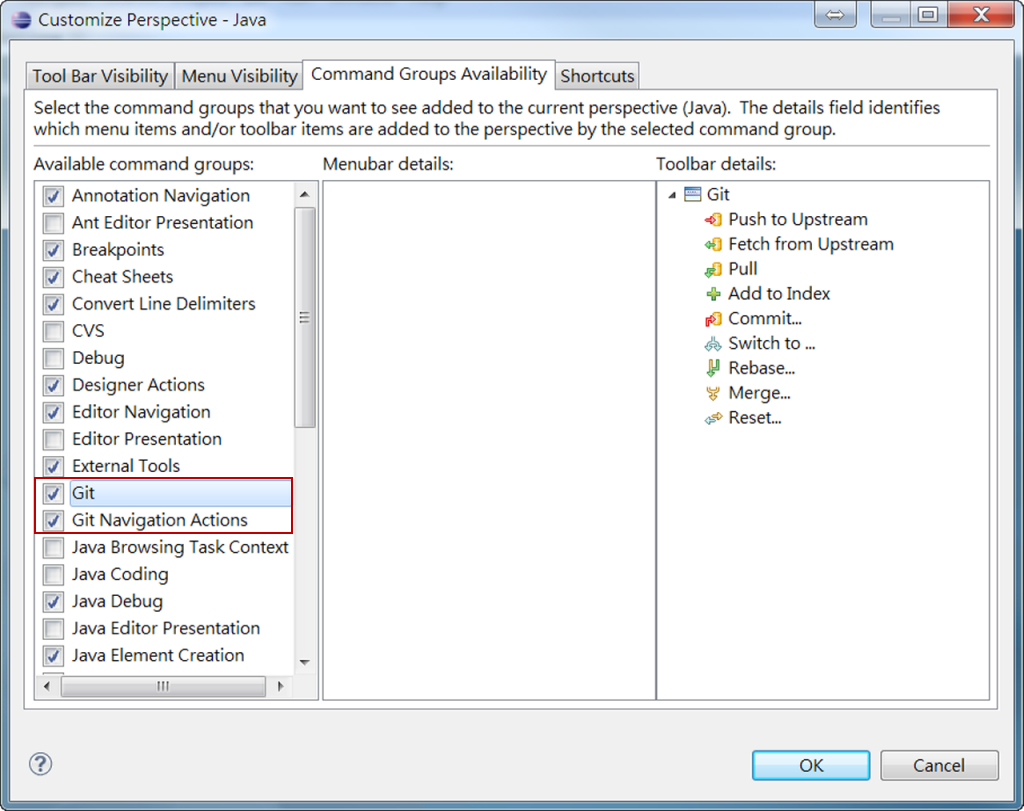 Customize Perspective - Java
Tool Bar Visibility
Menu Visibility
Command Groups Availability
Shortcuts
Select the command groups that you want to see added to the current perspective (Java).  The details field identifies
which menu items and/or toolbar items are added to the perspective by the selected command group.
Available command groups:
Annotation Navigation
Ant Editor Presentation
Breakpoints
Cheat Sheets
Convert Line Delimiters
CVS
Debug
Designer Actions
Editor Navigation
Editor Presentation
External Tools
Git
Git Navigation Actions
Java Browsing Task Context
Java Coding
Java Debug
Java Editor Presentation
Java Element Creation
Menubar details:
Toolbar details:
Git
Push to Upstream
Fetch from Upstream
Pull
Add to Index
Commit...
Switch to ...
Rebase...
Merge...
Reset...
OK
Cancel